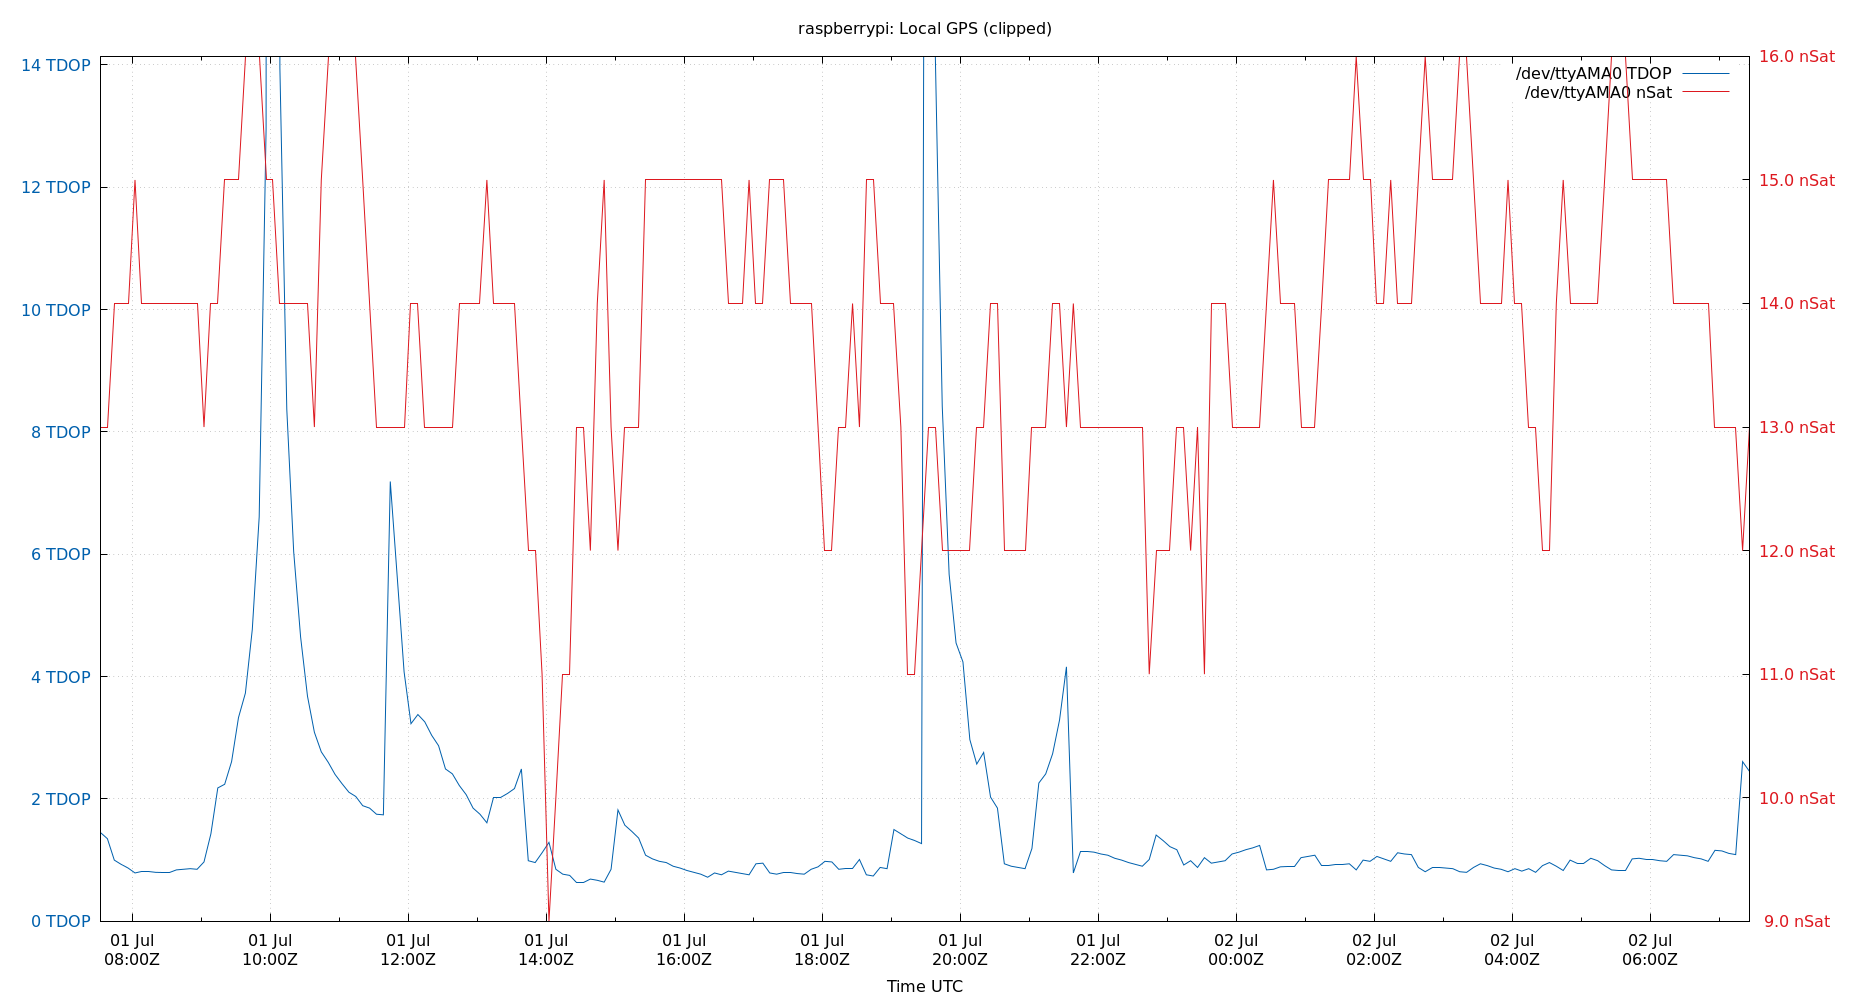 raspberrypi: Local GPS (clipped)
14 TDOP
12 TDOP
10 TDOP
8 TDOP
6 TDOP
4 TDOP
2 TDOP
0 TDOP
16.0 nSat
15.0 nSat
14.0 nSat
13.0 nSat
12.0 nSat
11.0 nSat
10.0 nSat
9.0 nSat
/dev/ttyAMA0 TDOP
/dev/ttyAMA0 nSat
01 Jul 01 Jul 01 Jul 01 Jul 01 Jul 01 Jul 01 Jul 01 Jul 02 Jul 02 Jul 02 Jul 02 Jul
08:00Z 10:00Z 12:00Z 14:00Z 16:00Z 18:00Z 20:00Z 22:00Z 00:00Z 02:00Z 04:00Z 06:00Z
Time UTC